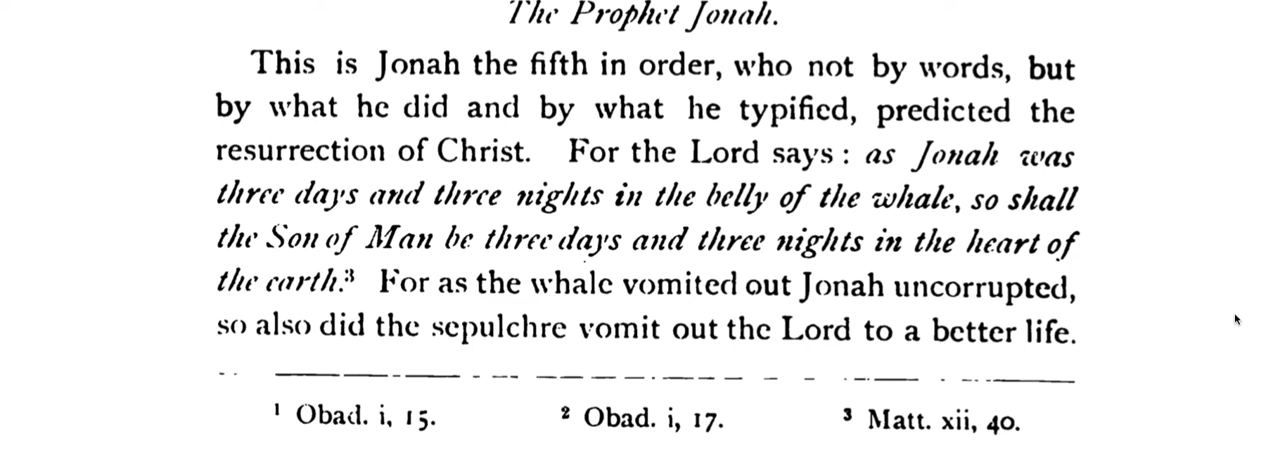 The Prophet Jonah.
This is Jonah the fifth in order, who not by words, but
by what he did and by what he typified, predicted the
resurrection of Christ. For the Lord says : as Jonah was
three days and three nights in the belly of the whale, so shall
the Son of Man be three days and three nights in the heart of
the earth.³ For as the whale vomited out Jonah uncorrupted,
so also did the sepulchre vomit out the Lord to a better life.
¹ Obad. i, 15. ² Obad. i, 17. ³ Matt. xii, 40.